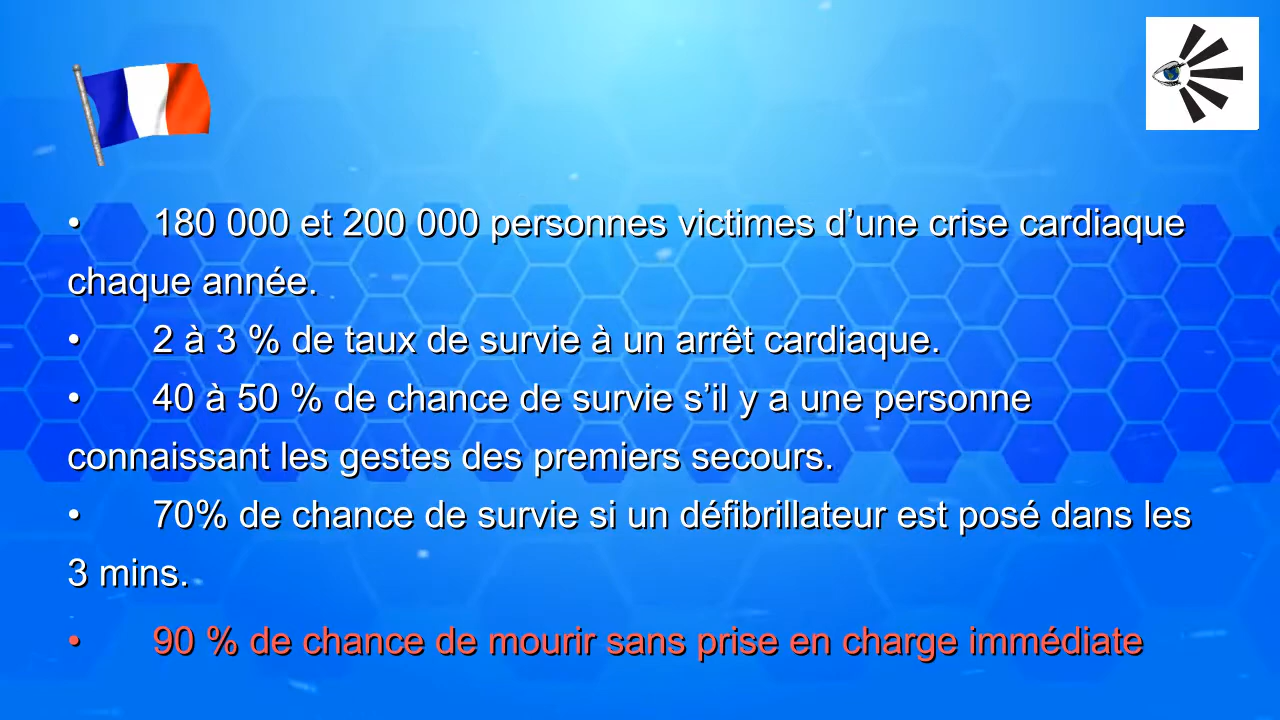 • 180 000 et 200 000 personnes victimes d’une crise cardiaque
chaque année.
• 2 à 3 % de taux de survie à un arrêt cardiaque.
• 40 à 50 % de chance de survie s’il y a une personne
connaissant les gestes des premiers secours.
• 70% de chance de survie si un défibrillateur est posé dans les
3 mins.
• 90 % de chance de mourir sans prise en charge immédiate